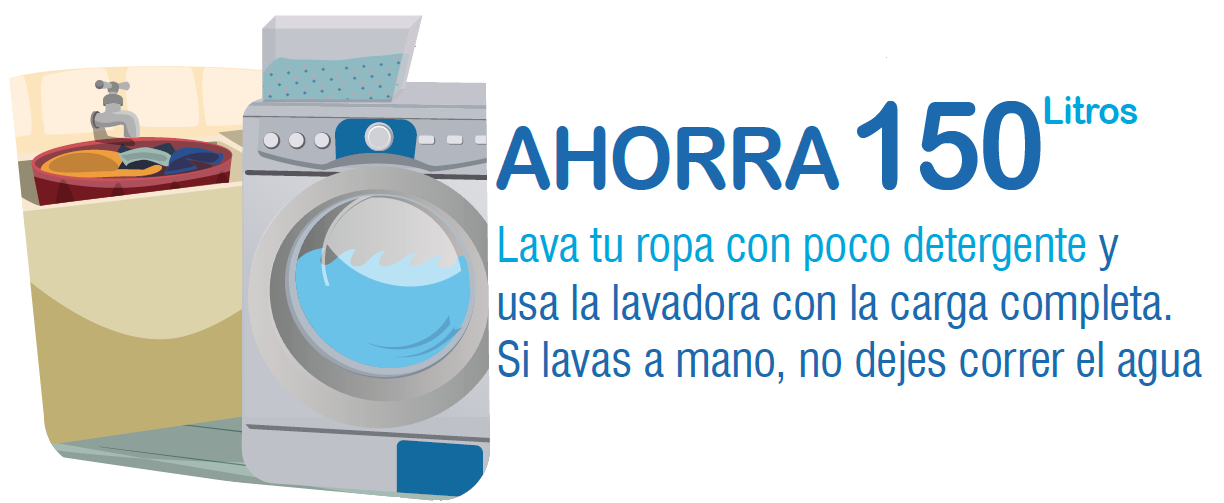 AHORRA 150 Litros
Lava tu ropa con poco detergente y
usa la lavadora con la carga completa.
Si lavas a mano, no dejes correr el agua